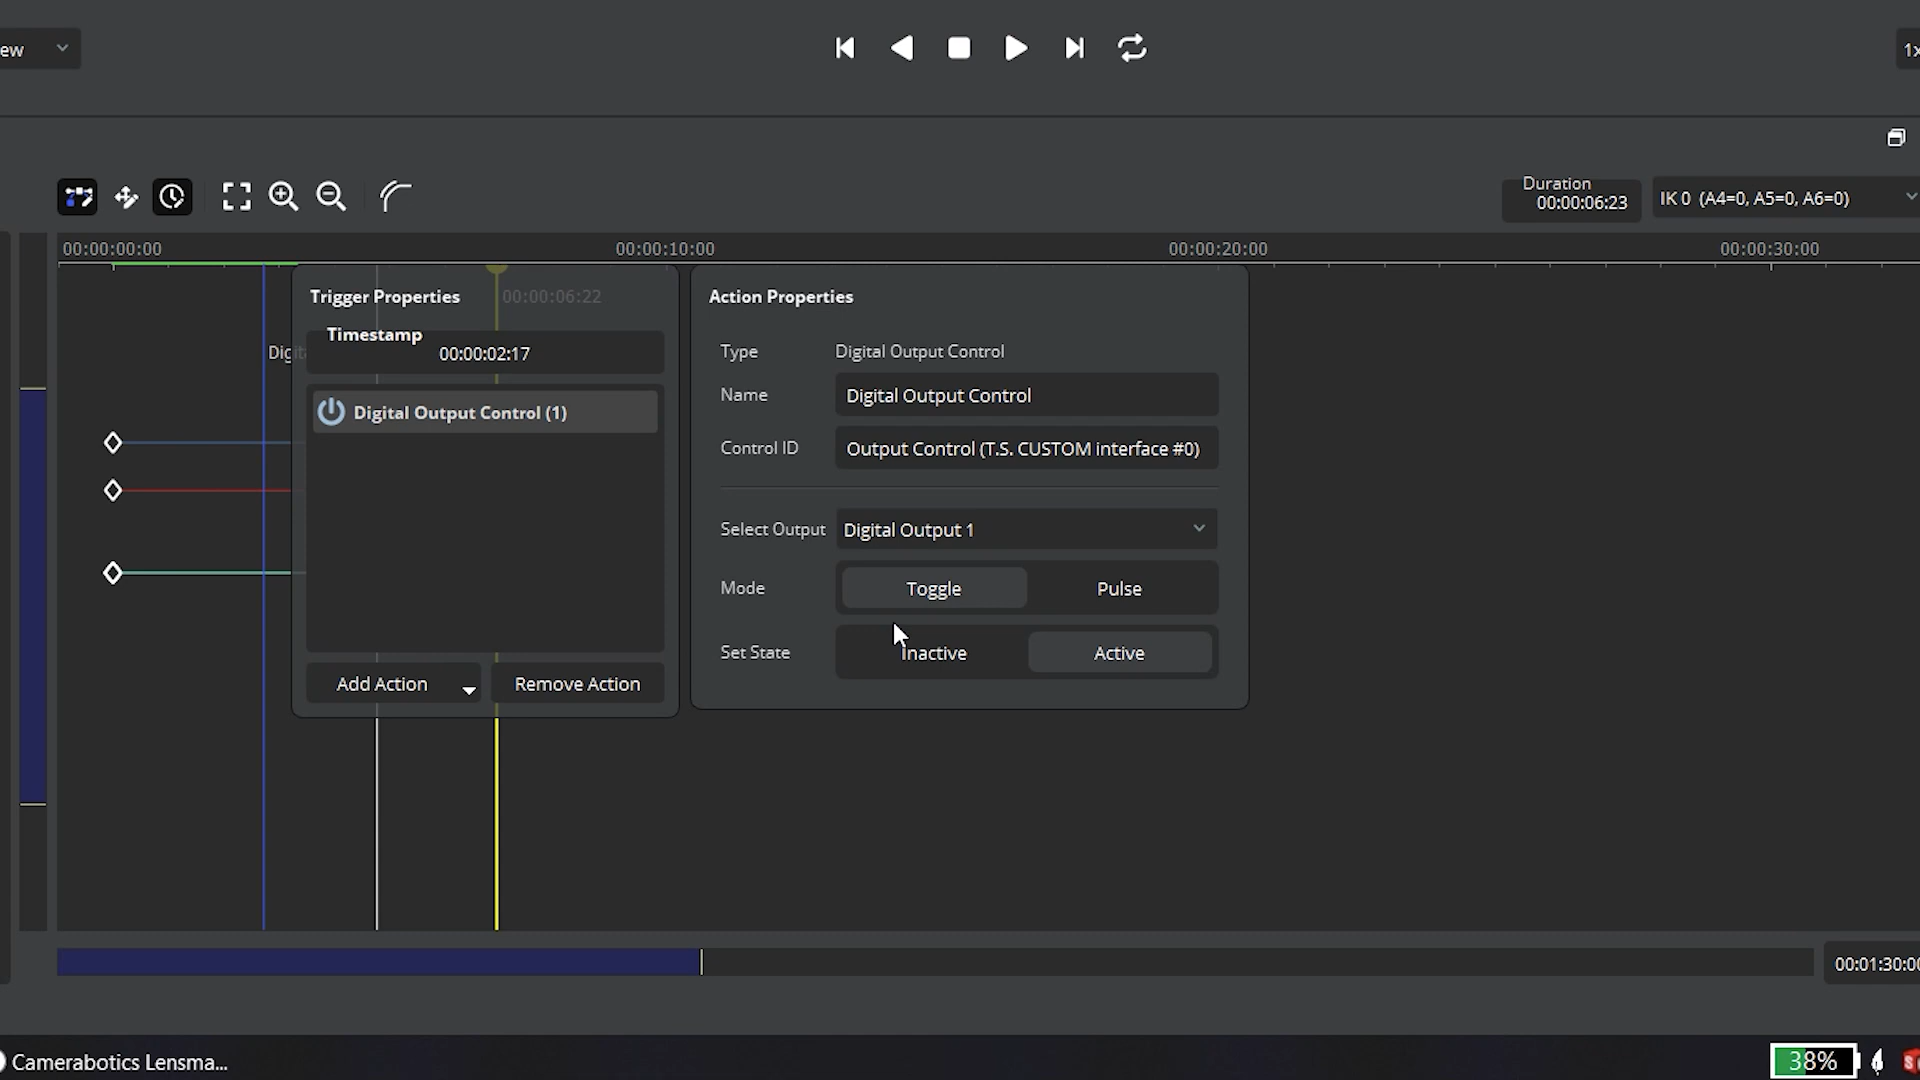 ew
1x
Duration
00:00:06:23
IK 0 (A4=0, A5=0, A6=0)
00:00:00:00
00:00:10:00
00:00:20:00
00:00:30:00
Trigger Properties
00:00:06:22
Timestamp
00:00:02:17
Digit
Digital Output Control (1)
Add Action
Remove Action
Action Properties
Type
Digital Output Control
Name
Digital Output Control
Control ID
Output Control (T.S. CUSTOM interface #0)
Select Output
Digital Output 1
Mode
Toggle
Pulse
Set State
Inactive
Active
00:01:30:00
Camerabotics Lensma...
38%